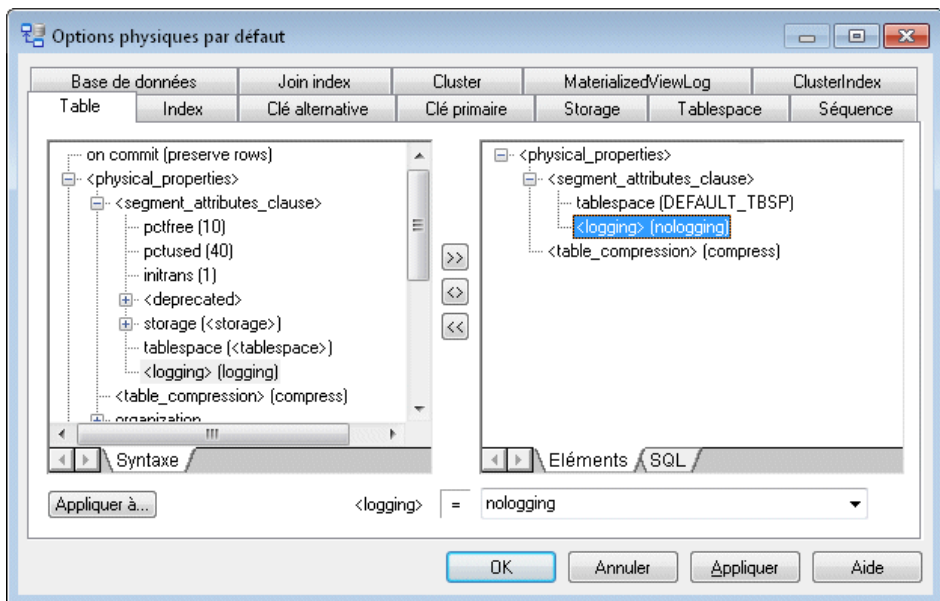 Options physiques par défaut
Base de données Join index Cluster MaterializedViewLog ClusterIndex
Table Index Clé alternative Clé primaire Storage Tablespace Séquence
on commit (preserve rows)
<physical_properties>
<segment_attributes_clause>
pctfree (10)
pctused (40)
initrans (1)
<deprecated>
storage (<storage>)
tablespace (<tablespace>)
<logging> (logging)
<table_compression> (compress)
organization
Syntaxe
>>
<>
<<
<physical_properties>
<segment_attributes_clause>
tablespace (DEFAULT_TBSP)
<logging> (nologging)
<table_compression> (compress)
Eléments SQL
Appliquer à... <logging> = nologging
OK Annuler Appliquer Aide